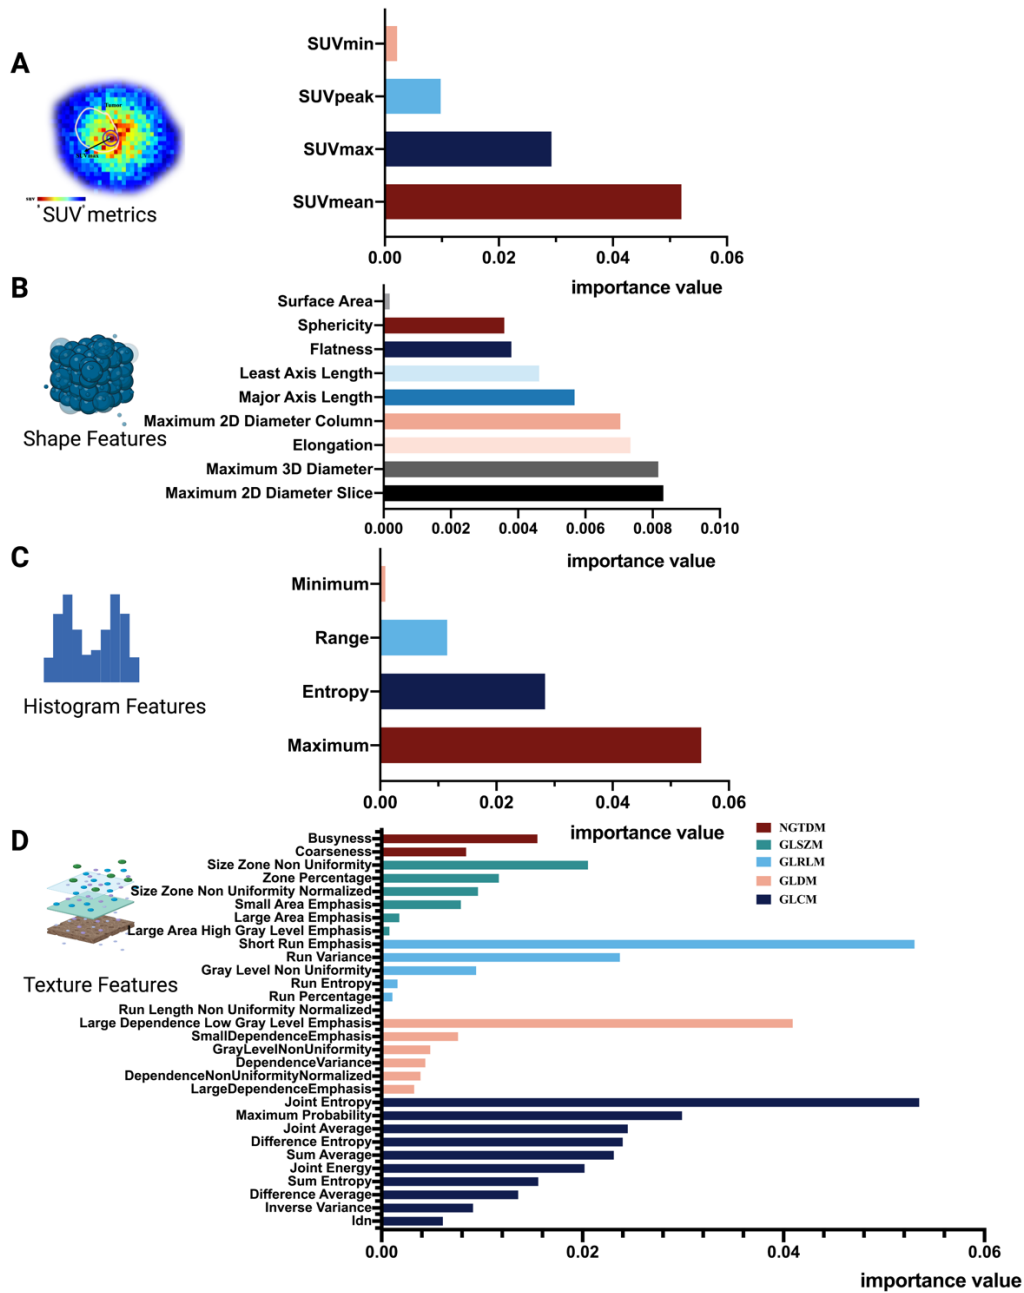 A
Tumor
SUV
SUV metrics
SUVmin
SUVpeak
SUVmax
SUVmean
0.00 0.02 0.04 0.06
importance value
B
Shape Features
Surface Area
Sphericity
Flatness
Least Axis Length
Major Axis Length
Maximum 2D Diameter Column
Elongation
Maximum 3D Diameter
Maximum 2D Diameter Slice
0.000 0.002 0.004 0.006 0.008 0.010
importance value
C
Histogram Features
Minimum
Range
Entropy
Maximum
0.00 0.02 0.04 0.06
importance value
D
Texture Features
NGTDM
GLSZM
GLRLM
GLDM
GLCM
Busyness
Coarseness
Size Zone Non Uniformity
Zone Percentage
Size Zone Non Uniformity Normalized
Small Area Emphasis
Large Area Emphasis
Large Area High Gray Level Emphasis
Short Run Emphasis
Run Variance
Gray Level Non Uniformity
Run Entropy
Run Percentage
Run Length Non Uniformity Normalized
Large Dependence Low Gray Level Emphasis
SmallDependenceEmphasis
GrayLevelNonUniformity
DependenceVariance
DependenceNonUniformityNormalized
LargeDependenceEmphasis
Joint Entropy
Maximum Probability
Joint Average
Difference Entropy
Sum Average
Joint Energy
Sum Entropy
Difference Average
Inverse Variance
Idn
0.00 0.02 0.04 0.06
importance value